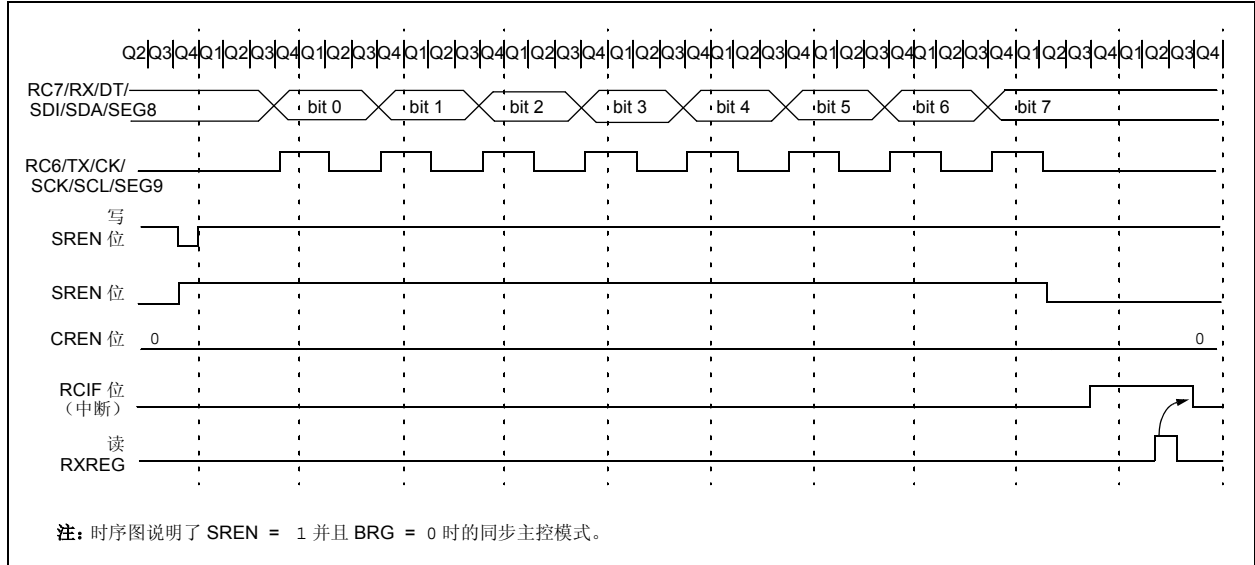 Q2 Q3 Q4 Q1 Q2 Q3 Q4 Q1 Q2 Q3 Q4 Q1 Q2 Q3 Q4 Q1 Q2 Q3 Q4 Q1 Q2 Q3 Q4 Q1 Q2 Q3 Q4 Q1 Q2 Q3 Q4 Q1 Q2 Q3 Q4 Q1 Q2 Q3 Q4 Q1 Q2 Q3 Q4
RC7/RX/DT/
SDI/SDA/SEG8
bit 0 bit 1 bit 2 bit 3 bit 4 bit 5 bit 6 bit 7
RC6/TX/CK/
SCK/SCL/SEG9
写
SREN 位
SREN 位
CREN 位 0 0
RCIF 位
（中断）
读
RXREG
注: 时序图说明了 SREN = 1 并且 BRG = 0 时的同步主控模式。